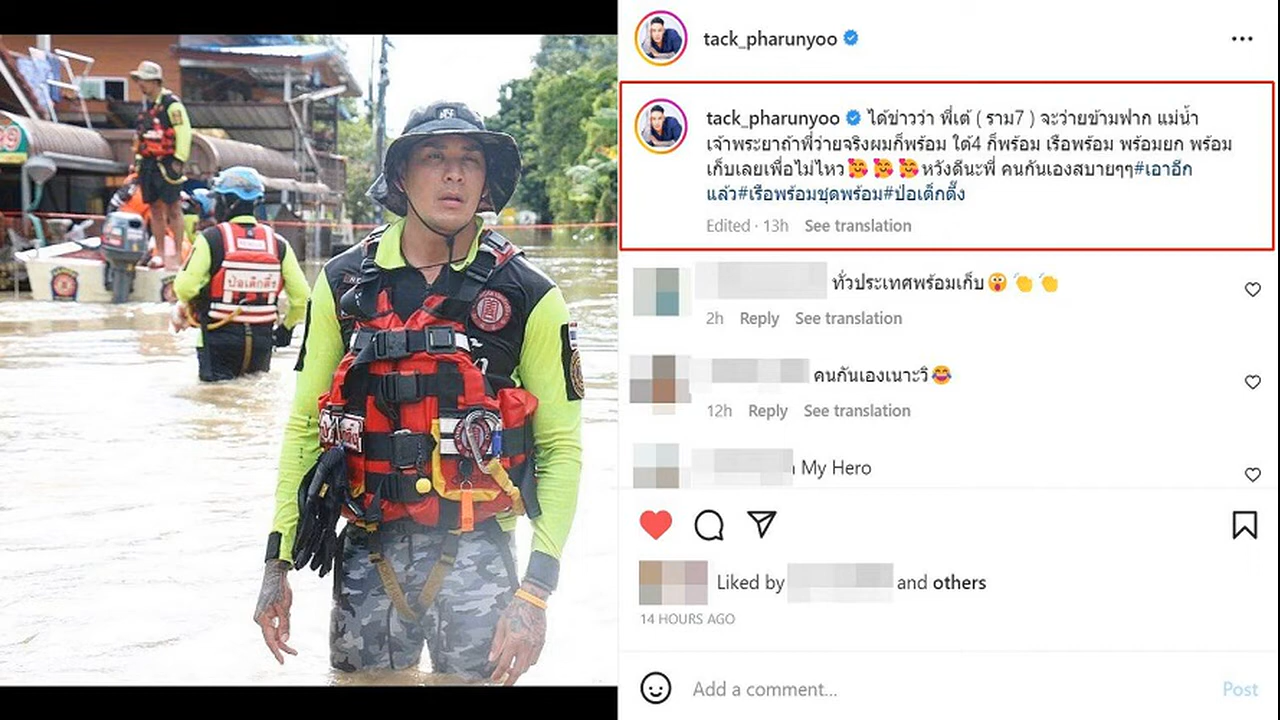 99
ป่อเต็กตึ๊ง
tack_pharunyoo
tack_pharunyoo ได้ข่าวว่า พี่เต้ ( ราม7 ) จะว่ายข้ามฟาก แม่น้ำ
เจ้าพระยาถ้าพี่ว่ายจริงผมก็พร้อม ใต้4 ก็พร้อม เรือพร้อม พร้อมยก พร้อม
เก็บเลยเพื่อไม่ไหว🥰🥰🥰หวังดีนะพี่ คนกันเองสบายๆๆ#เอาอีก
แล้ว#เรือพร้อมชุดพร้อม#ป่อเต็กตึ๊ง
Edited · 13h See translation
ทั่วประเทศพร้อมเก็บ😲👏👏
2h Reply See translation
คนกันเองเนาะวิ😂
12h Reply See translation
My Hero
Liked by and others
14 HOURS AGO
Add a comment...
Post